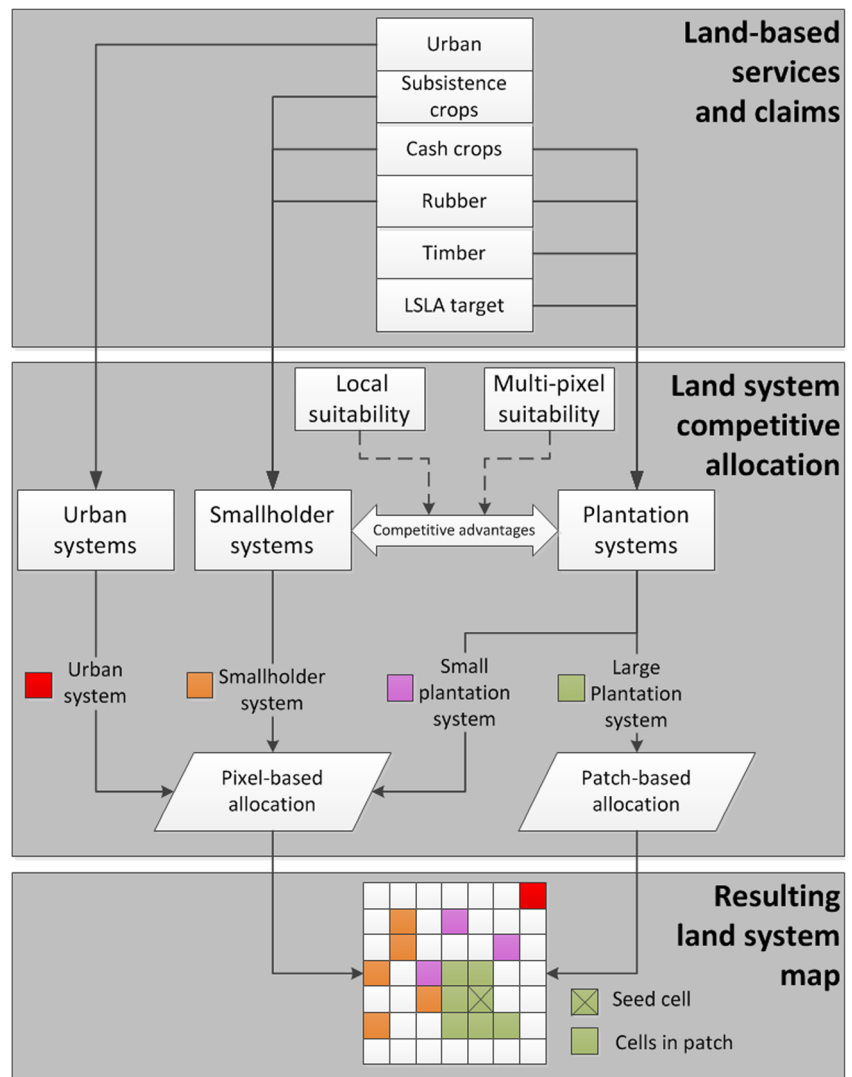 Land-based
services
and claims
Urban
Subsistence
crops
Cash crops
Rubber
Timber
LSLA target
Land system
competitive
allocation
Local
suitability
Multi-pixel
suitability
Urban
systems
Smallholder
systems
Competitive advantages
Plantation
systems
Urban
system
Smallholder
system
Small
plantation
system
Large
Plantation
system
Pixel-based
allocation
Patch-based
allocation
Resulting
land system
map
Seed cell
Cells in patch